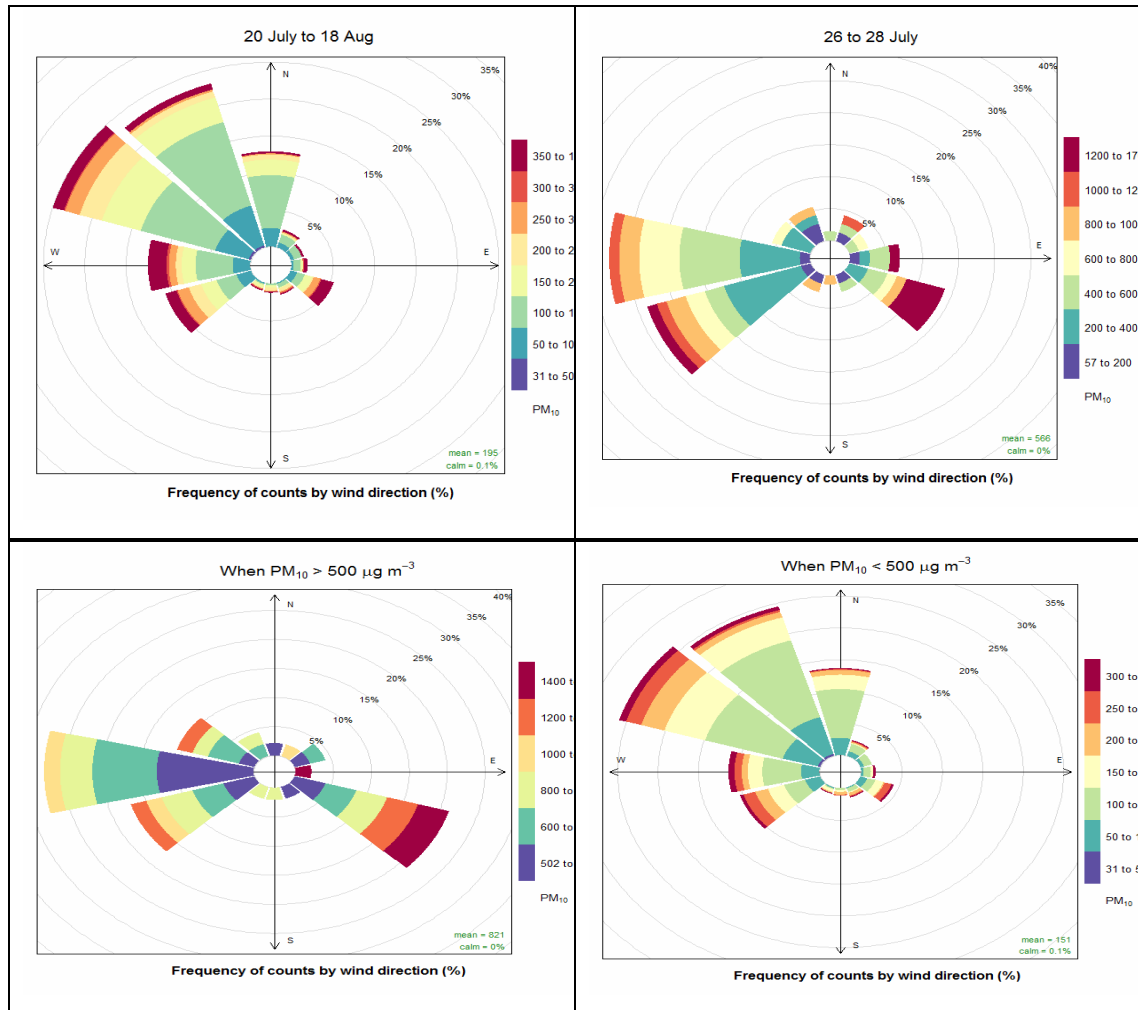 20 July to 18 Aug
35%
N
30%
25%
20%
15%
10%
5%
W
E
S
350 to 1
300 to 3
250 to 3
200 to 2
150 to 2
100 to 1
50 to 10
31 to 50
PM₁₀
mean = 195
calm = 0.1%
Frequency of counts by wind direction (%)
26 to 28 July
40%
N
35%
30%
25%
20%
15%
10%
5%
W
E
S
1200 to 17
1000 to 12
800 to 100
600 to 800
400 to 600
200 to 400
57 to 200
PM₁₀
mean = 566
calm = 0%
Frequency of counts by wind direction (%)
When PM₁₀ > 500 µg m⁻³
40%
N
35%
30%
25%
20%
15%
10%
5%
W
E
S
1400 to
1200 to
1000 to
800 to
600 to
502 to
PM₁₀
mean = 821
calm = 0%
Frequency of counts by wind direction (%)
When PM₁₀ < 500 µg m⁻³
35%
N
30%
25%
20%
15%
10%
5%
W
E
S
300 to
250 to
200 to
150 to
100 to
50 to 1
31 to 5
PM₁₀
mean = 151
calm = 0.1%
Frequency of counts by wind direction (%)